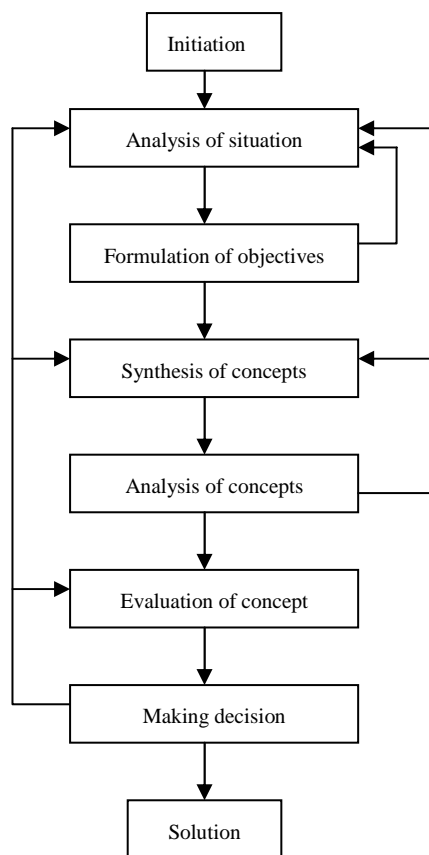 Initiation
Analysis of situation
Formulation of objectives
Synthesis of concepts
Analysis of concepts
Evaluation of concept
Making decision
Solution